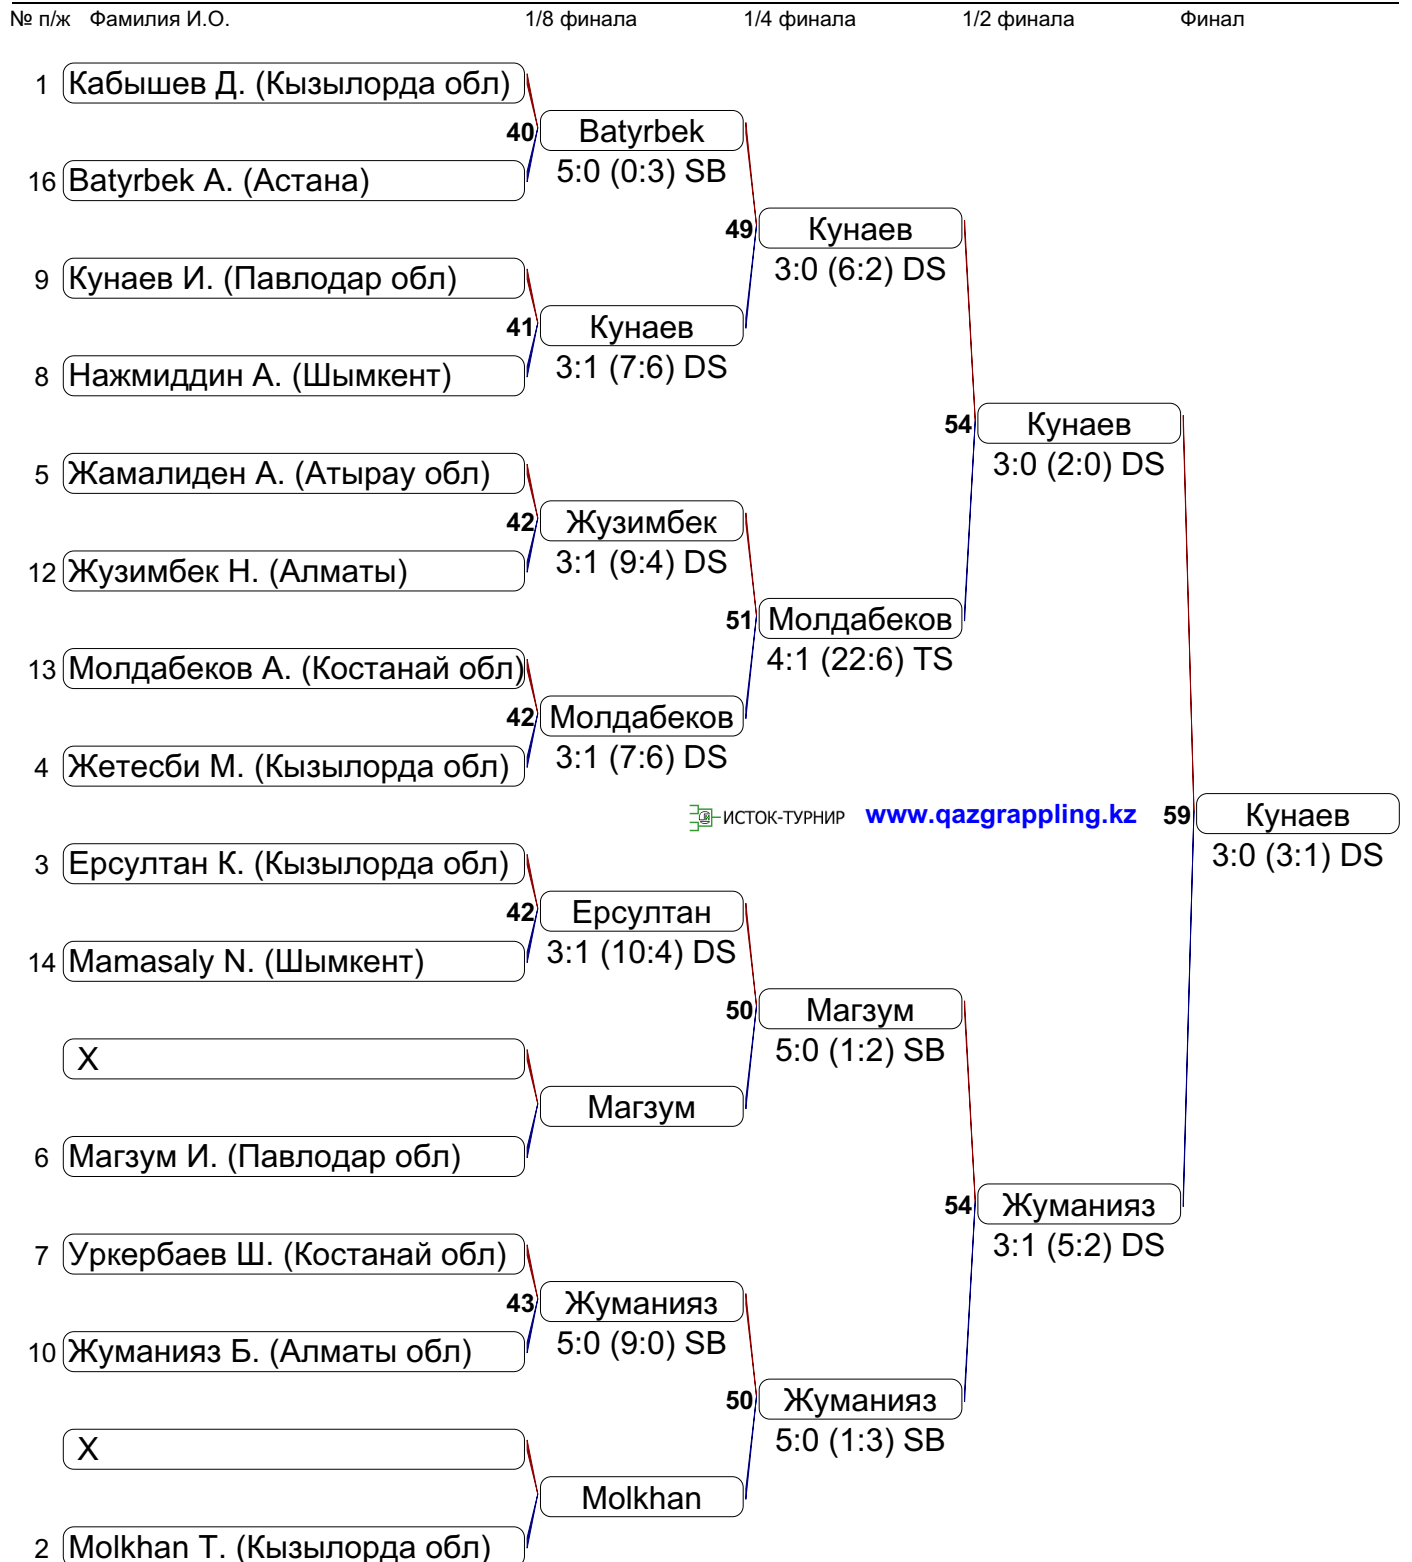 № п/ж Фамилия И.О. 1/8 финала 1/4 финала 1/2 финала Финал
1 Кабышев Д. (Кызылорда обл)
40 Batyrbek
5:0 (0:3) SB
16 Batyrbek A. (Астана)
49 Кунаев
3:0 (6:2) DS
9 Кунаев И. (Павлодар обл)
41 Кунаев
3:1 (7:6) DS
8 Нажмиддин А. (Шымкент)
54 Кунаев
3:0 (2:0) DS
5 Жамалиден А. (Атырау обл)
42 Жузимбек
3:1 (9:4) DS
12 Жузимбек Н. (Алматы)
51 Молдабеков
4:1 (22:6) TS
13 Молдабеков А. (Костанай обл)
42 Молдабеков
3:1 (7:6) DS
4 Жетесби М. (Кызылорда обл)
ИСТОК-ТУРНИР www.qazgrappling.kz 59 Кунаев
3:0 (3:1) DS
3 Ерсултан К. (Кызылорда обл)
42 Ерсултан
3:1 (10:4) DS
14 Mamasaly N. (Шымкент)
50 Магзум
5:0 (1:2) SB
X
Магзум
6 Магзум И. (Павлодар обл)
54 Жуманияз
3:1 (5:2) DS
7 Уркербаев Ш. (Костанай обл)
43 Жуманияз
5:0 (9:0) SB
10 Жуманияз Б. (Алматы обл)
50 Жуманияз
5:0 (1:3) SB
X
Molkhan
2 Molkhan T. (Кызылорда обл)